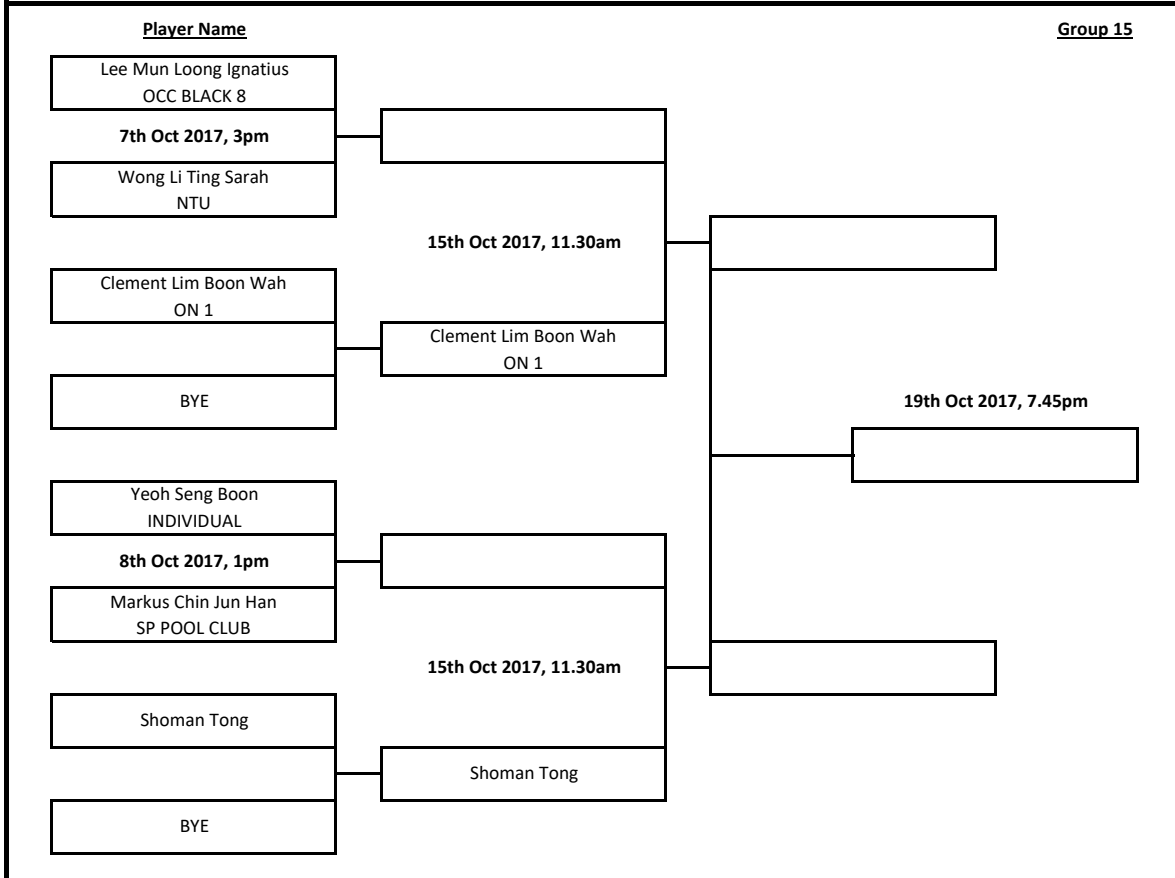 Player Name
Group 15
Lee Mun Loong Ignatius
OCC BLACK 8
7th Oct 2017, 3pm
Wong Li Ting Sarah
NTU
15th Oct 2017, 11.30am
Clement Lim Boon Wah
ON 1
Clement Lim Boon Wah
ON 1
BYE
19th Oct 2017, 7.45pm
Yeoh Seng Boon
INDIVIDUAL
8th Oct 2017, 1pm
Markus Chin Jun Han
SP POOL CLUB
15th Oct 2017, 11.30am
Shoman Tong
Shoman Tong
BYE